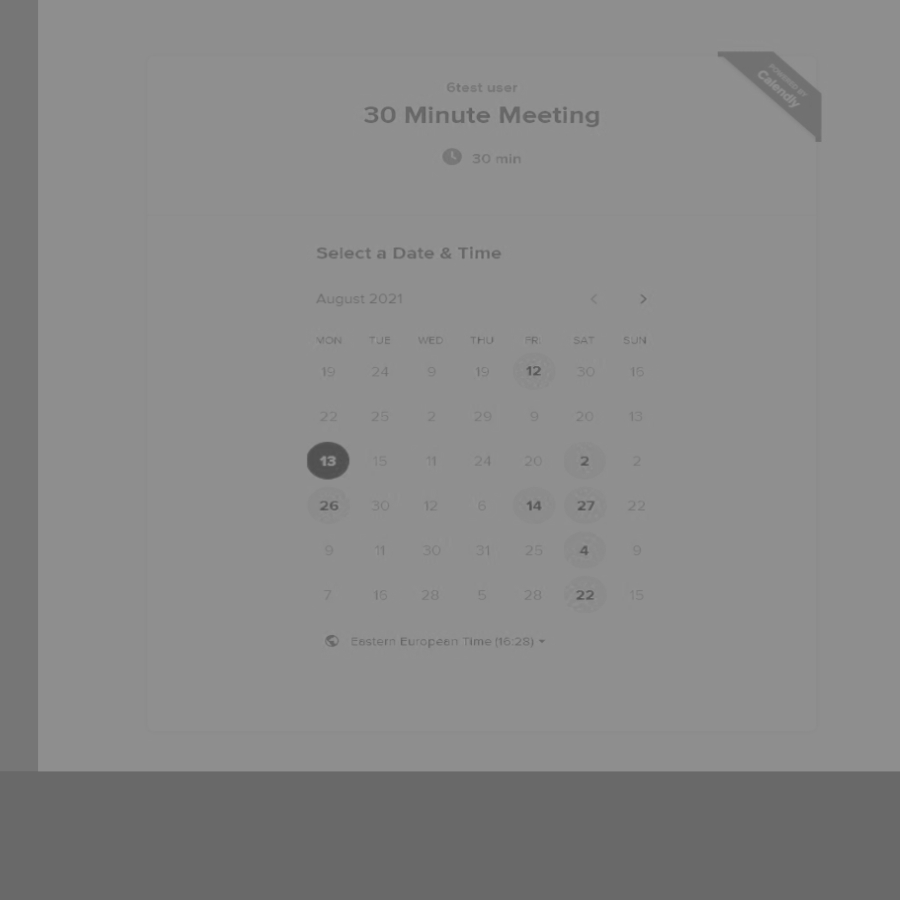 POWERED BY
Calendly
6test user
30 Minute Meeting
30 min
Select a Date & Time
August 2021
MON TUE WED THU FRI SAT SUN
19 24 9 19 12 30 16
22 25 2 29 9 20 13
13 15 11 24 20 2 2
26 30 12 6 14 27 22
9 11 30 31 25 4 9
7 16 28 5 28 22 15
Eastern European Time (16:28)